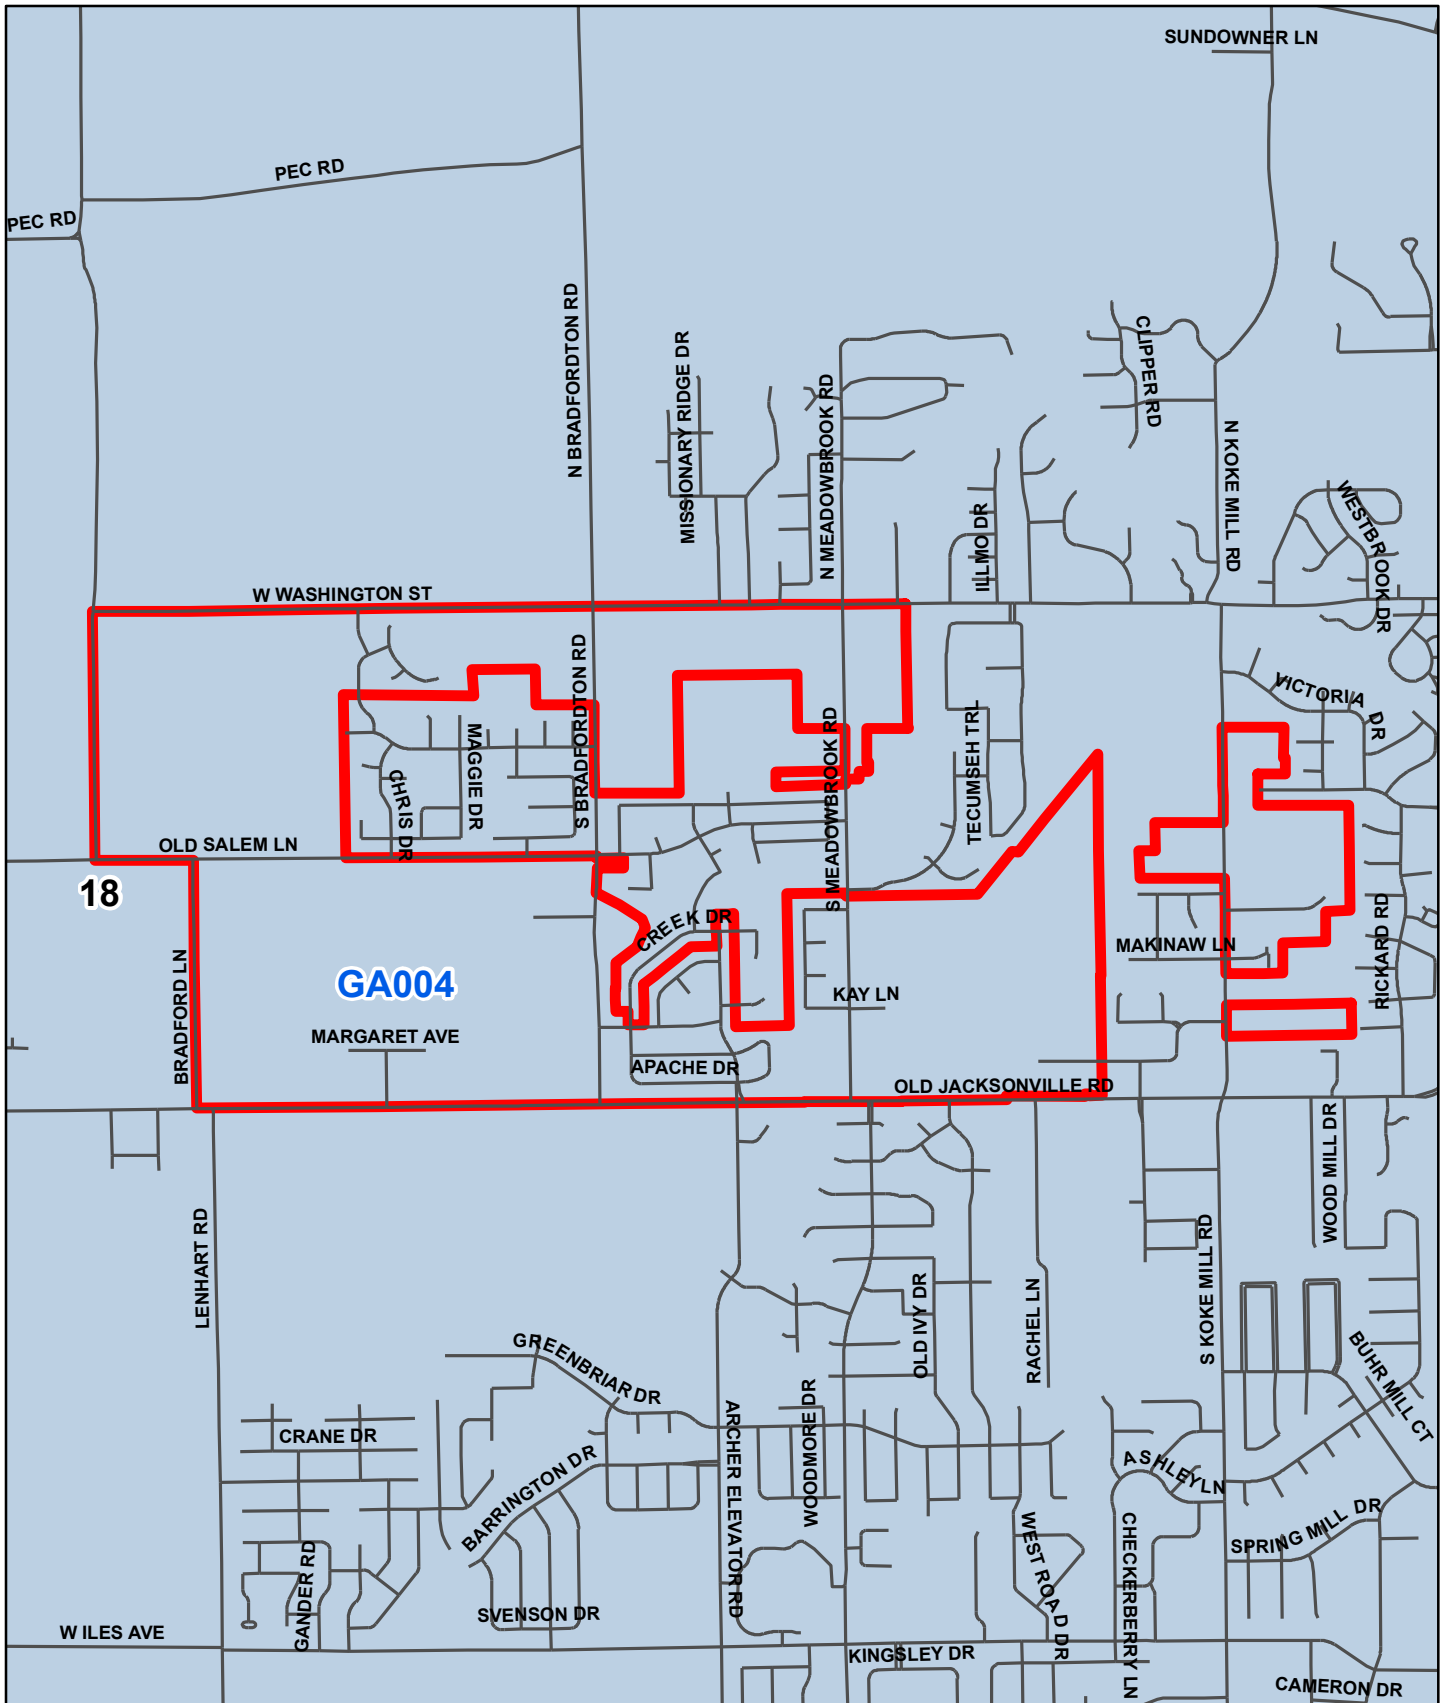 SUNDOWNER LN
PEC RD
PEC RD
N BRADFORDTON RD
MISSIONARY RIDGE DR
N MEADOWBROOK RD
CLIPPER RD
N KOKE MILL RD
WESTBROOK DR
ILLMO DR
W WASHINGTON ST
S BRADFORDTON RD
VICTORIA DR
MAGGIE DR
CHRIS DR
S MEADOWBROOK RD
TECUMSEH TRL
OLD SALEM LN
18
CREEK DR
MAKINAW LN
RICKARD RD
BRADFORD LN
GA004
KAY LN
MARGARET AVE
APACHE DR
OLD JACKSONVILLE RD
WOOD MILL DR
LENHART RD
S KOKE MILL RD
OLD IVY DR
RACHEL LN
GREENBRIAR DR
BUHR MILL CT
CRANE DR
ARCHER ELEVATOR RD
WOODMORE DR
BARRINGTON DR
ASHLEY LN
SPRING MILL DR
WEST ROAD DR
CHECKERBERRY LN
GANDER RD
SVENSON DR
W ILES AVE
KINGSLEY DR
CAMERON DR